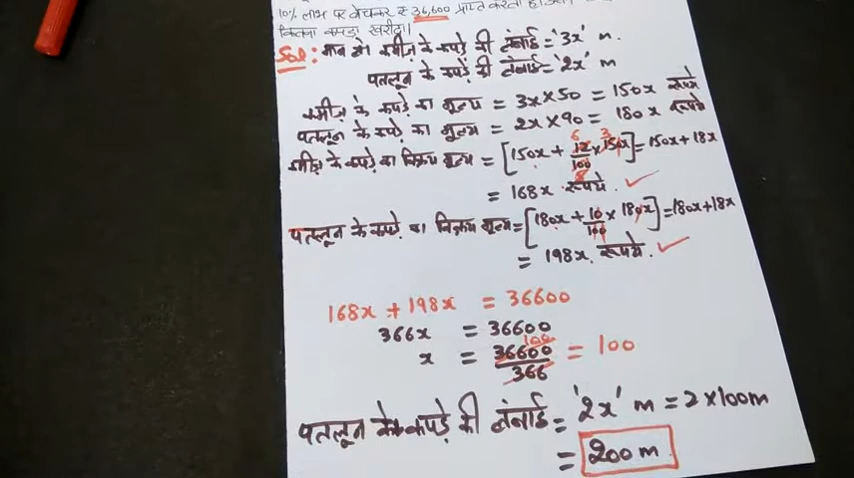 10% लाभ पर बेचकर ₹ 36,600 प्राप्त करता है।
कितना कपड़ा खरीदा।
Sol: माना कमीज़ के कपड़े की लंबाई = '3x' m.
पतलून के कपड़े की लंबाई = '2x' m
कमीज़ के कपड़े का मूल्य = 3x×50 = 150x रूपये
पतलून के कपड़े का मूल्य = 2x×90 = 180x रूपये
कमीज़ के कपड़े का विक्रय मूल्य = [150x + 12/100 × 150x] = 150x + 18x
= 168x रूपये. ✓
पतलून के कपड़े का विक्रय मूल्य = [180x + 10/100 × 180x] = 180x + 18x
= 198x. रूपये. ✓
168x + 198x = 36600
366x = 36600
x = 36600/366 = 100
पतलून के कपड़े की लंबाई = '2x' m = 2×100m
= 200 m